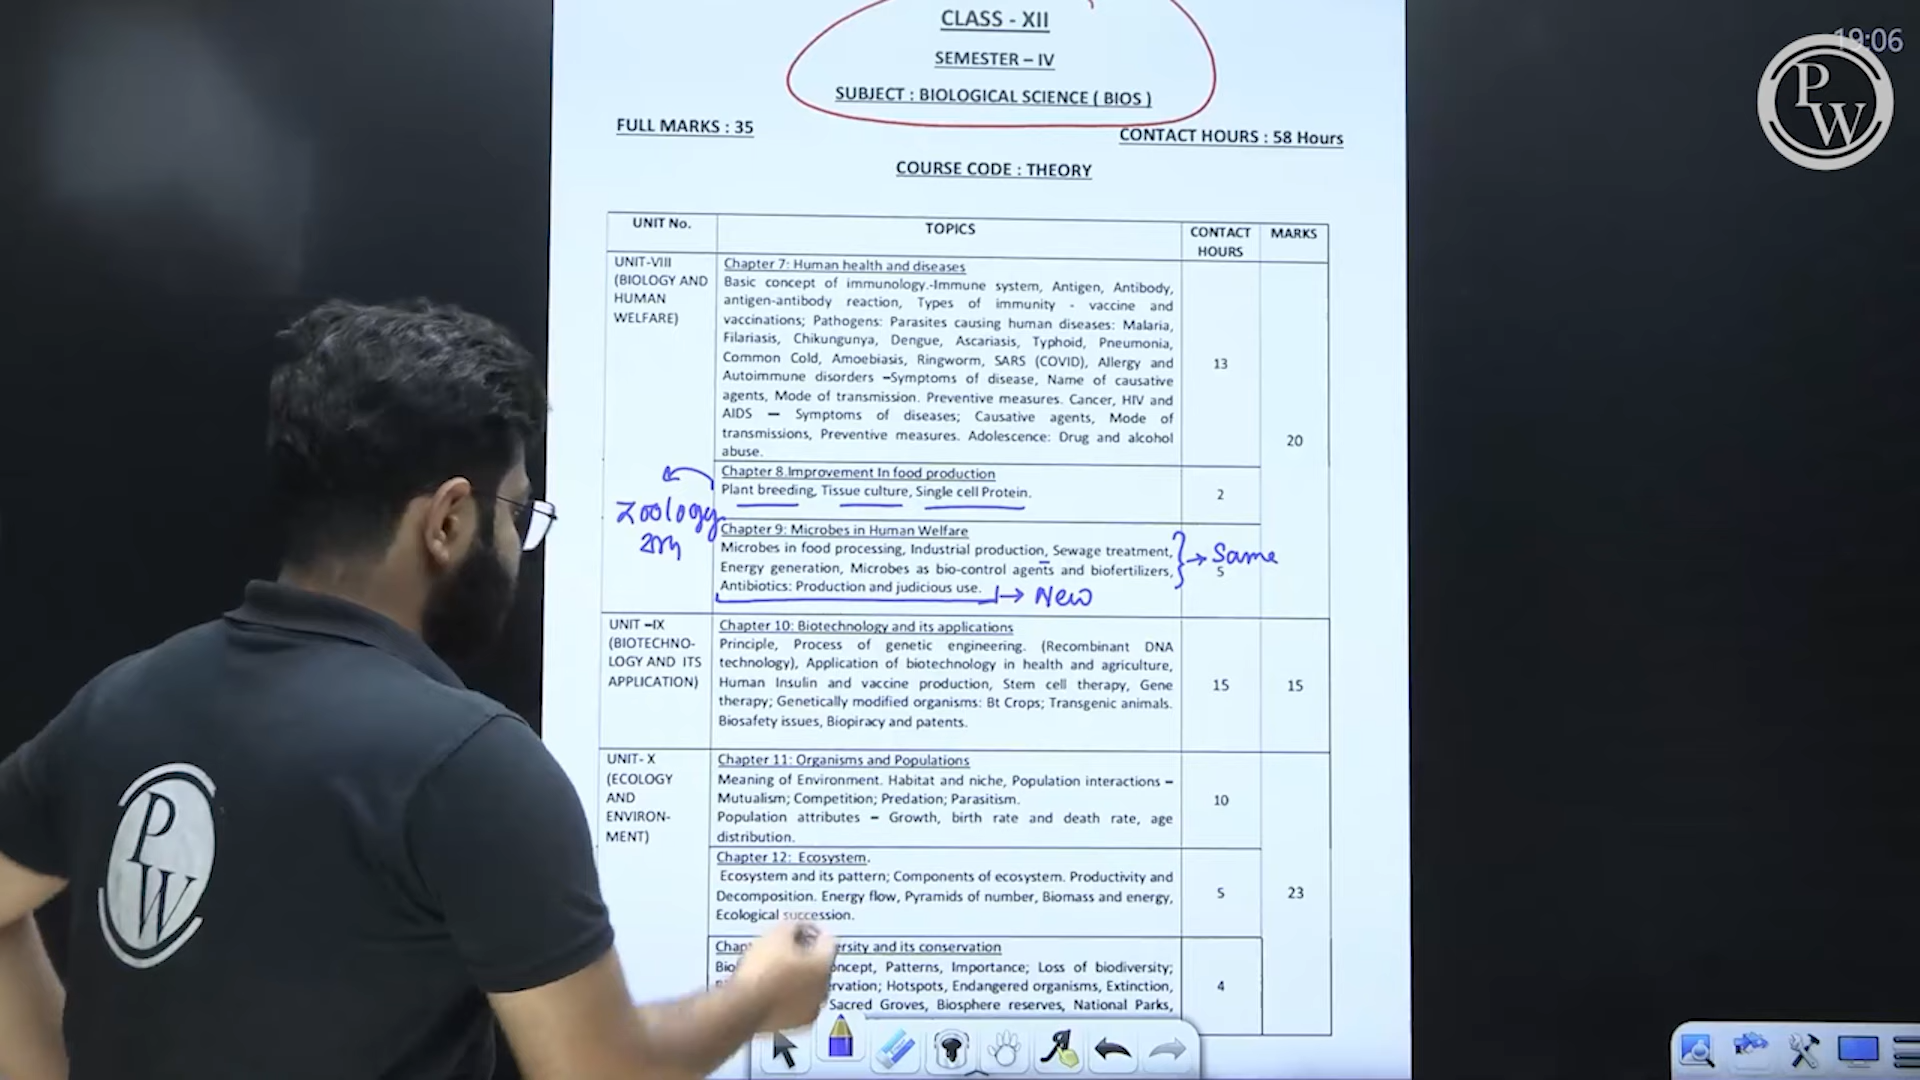 19:06
PW
CLASS - XII
SEMESTER – IV
SUBJECT : BIOLOGICAL SCIENCE ( BIOS )
FULL MARKS : 35
CONTACT HOURS : 58 Hours
COURSE CODE : THEORY
UNIT No.
TOPICS
CONTACT
HOURS
MARKS
UNIT-VIII
(BIOLOGY AND
HUMAN
WELFARE)
Chapter 7: Human health and diseases
Basic concept of immunology.-Immune system, Antigen, Antibody,
antigen-antibody reaction, Types of immunity - vaccine and
vaccinations; Pathogens: Parasites causing human diseases: Malaria,
Filariasis, Chikungunya, Dengue, Ascariasis, Typhoid, Pneumonia,
Common Cold, Amoebiasis, Ringworm, SARS (COVID), Allergy and
Autoimmune disorders –Symptoms of disease, Name of causative
agents, Mode of transmission. Preventive measures. Cancer, HIV and
AIDS – Symptoms of diseases; Causative agents, Mode of
transmissions, Preventive measures. Adolescence: Drug and alcohol
abuse.
13
20
Chapter 8.Improvement In food production
Plant breeding, Tissue culture, Single cell Protein.
2
Zoology
Chapter 9: Microbes in Human Welfare
Microbes in food processing, Industrial production, Sewage treatment,
Energy generation, Microbes as bio-control agents and biofertilizers,
Antibiotics: Production and judicious use.
→ Same
5
→ New
UNIT –IX
(BIOTECHNO-
LOGY AND ITS
APPLICATION)
Chapter 10: Biotechnology and its applications
Principle, Process of genetic engineering. (Recombinant DNA
technology), Application of biotechnology in health and agriculture,
Human Insulin and vaccine production, Stem cell therapy, Gene
therapy; Genetically modified organisms: Bt Crops; Transgenic animals.
Biosafety issues, Biopiracy and patents.
15
15
UNIT- X
(ECOLOGY
AND
ENVIRON-
MENT)
Chapter 11: Organisms and Populations
Meaning of Environment. Habitat and niche, Population interactions –
Mutualism; Competition; Predation; Parasitism.
Population attributes – Growth, birth rate and death rate, age
distribution.
10
Chapter 12: Ecosystem.
Ecosystem and its pattern; Components of ecosystem. Productivity and
Decomposition. Energy flow, Pyramids of number, Biomass and energy,
Ecological succession.
5
23
and its conservation
Patterns, Importance; Loss of biodiversity;
Hotspots, Endangered organisms, Extinction,
Sacred Groves, Biosphere reserves, National Parks,
4
PW